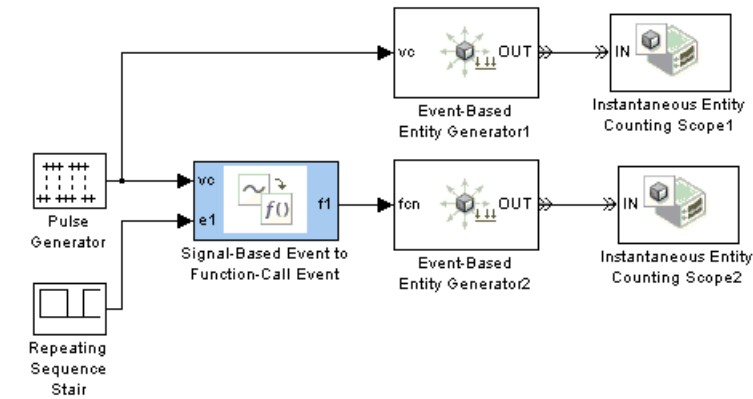 vc
OUT
IN
Event-Based
Entity Generator1
Instantaneous Entity
Counting Scope1
Pulse
Generator
vc
e1
f()
f1
Signal-Based Event to
Function-Call Event
fcn
OUT
IN
Event-Based
Entity Generator2
Instantaneous Entity
Counting Scope2
Repeating
Sequence
Stair